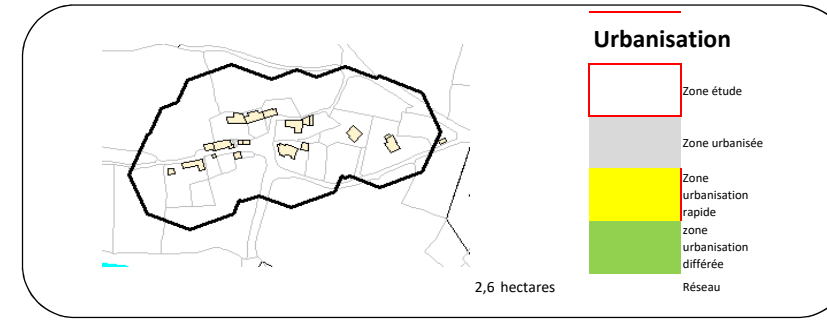 Urbanisation
Zone étude
Zone urbanisée
Zone
urbanisation
rapide
zone
urbanisation
différée
2,6 hectares
Réseau